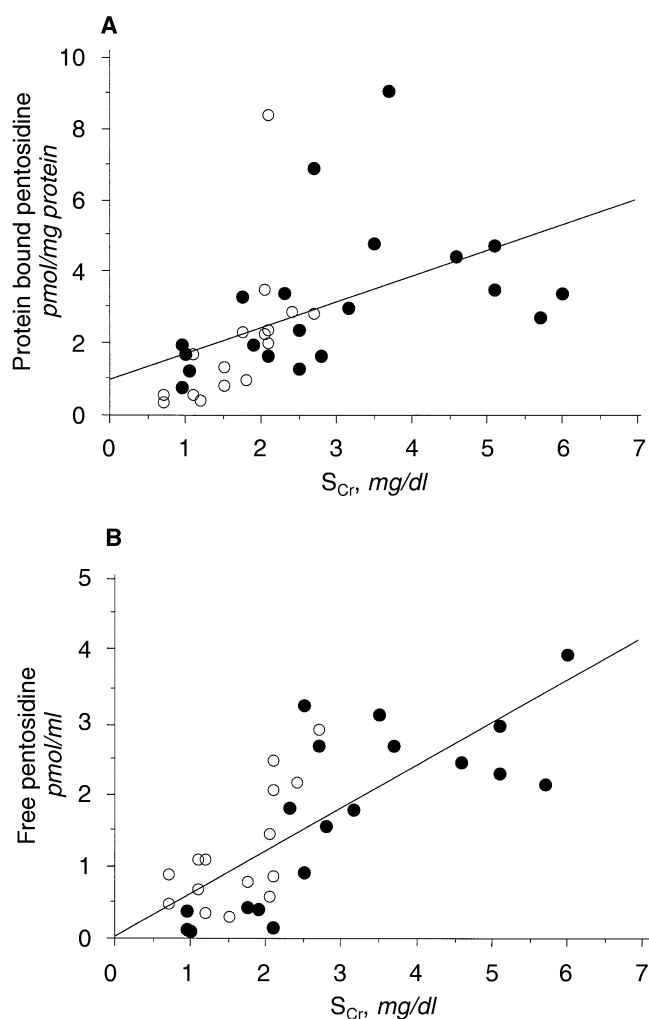 A
Protein bound pentosidine
pmol/mg protein
10
8
6
4
2
0
0 1 2 3 4 5 6 7
SCr, mg/dl
B
Free pentosidine
pmol/ml
5
4
3
2
1
0
0 1 2 3 4 5 6 7
SCr, mg/dl